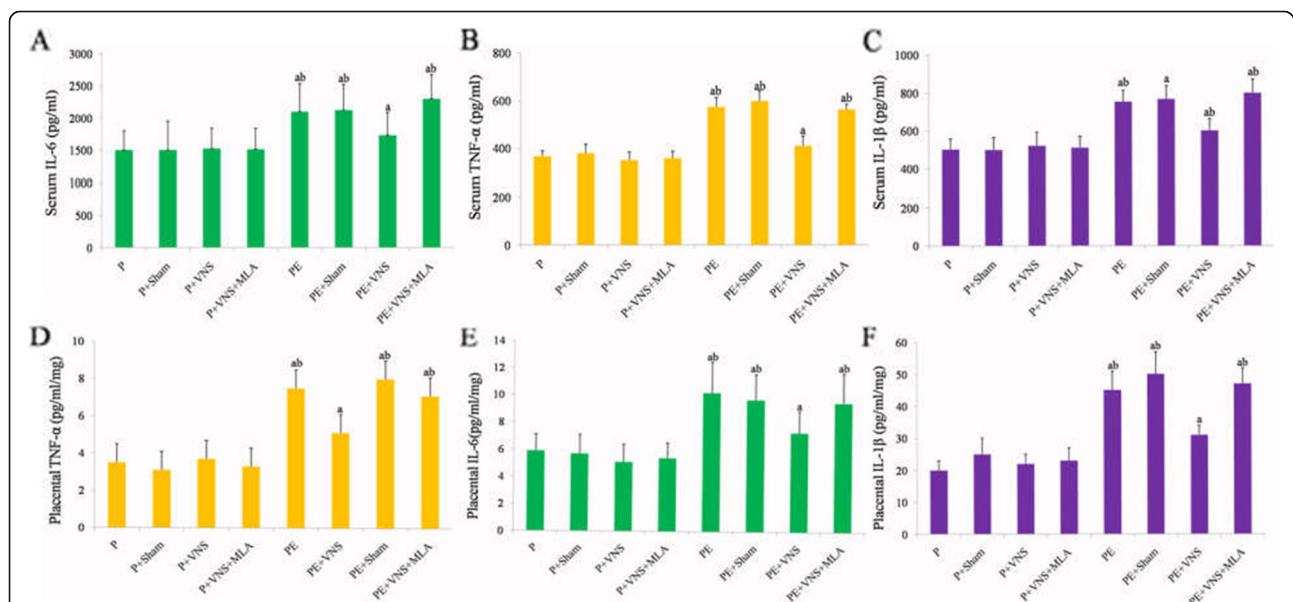 A
Serum IL-6 (pg/ml)
3000
2500
2000
1500
1000
500
0
ab
ab
a
ab
P
P+Sham
P+VNS
P+VNS+MLA
PE
PE+Sham
PE+VNS
PE+VNS+MLA
B
Serum TNF-α (pg/ml)
800
600
400
200
0
ab
ab
a
ab
P
P+Sham
P+VNS
P+VNS+MLA
PE
PE+Sham
PE+VNS
PE+VNS+MLA
C
Serum IL-1β (pg/ml)
1000
800
600
400
200
0
ab
a
ab
ab
P
P+Sham
P+VNS
P+VNS+MLA
PE
PE+Sham
PE+VNS
PE+VNS+MLA
D
Placental TNF-α (pg/ml/mg)
10
8
6
4
2
0
ab
a
ab
ab
P
P+Sham
P+VNS
P+VNS+MLA
PE
PE+VNS
PE+Sham
PE+VNS+MLA
E
Placental IL-6(pg/ml/mg)
14
12
10
8
6
4
2
0
ab
ab
a
ab
P
P+Sham
P+VNS
P+VNS+MLA
PE
PE+Sham
PE+VNS
PE+VNS+MLA
F
Placental IL-1β (pg/ml/mg)
60
50
40
30
20
10
0
ab
ab
a
ab
P
P+Sham
P+VNS
P+VNS+MLA
PE
PE+Sham
PE+VNS
PE+VNS+MLA